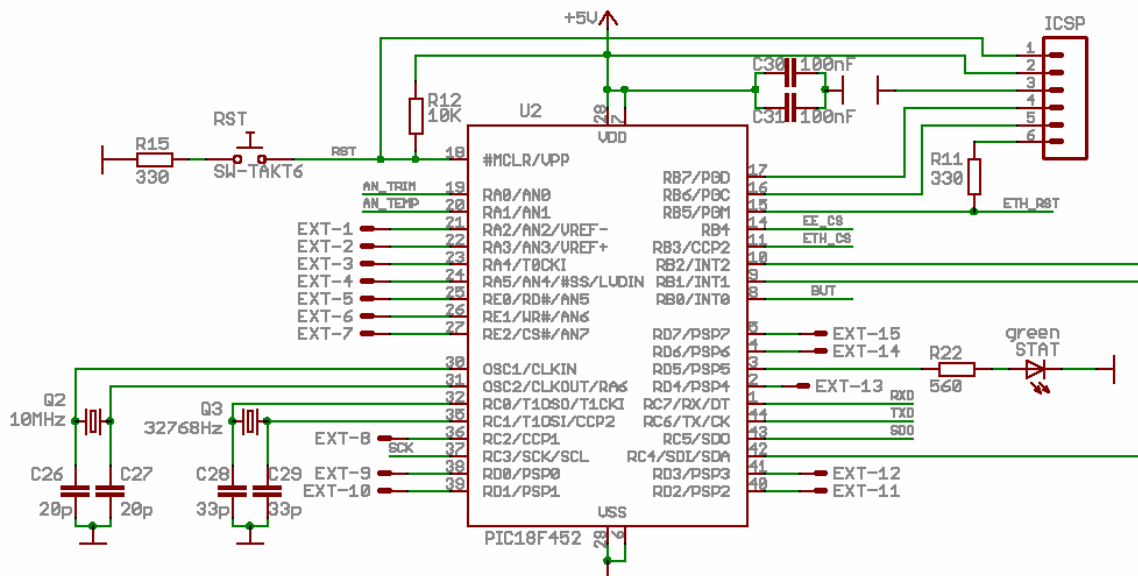 +5V
ICSP
1
2
3
4
5
6
C30 100nF
C31 100nF
R12
10K
U2
28 7
VDD
RST
R15
330
SW-TAKT6
RST
R11
330
18 #MCLR/VPP
AN_TRIM 19 RA0/AN0
AN_TEMP 20 RA1/AN1
EXT-1 21 RA2/AN2/VREF-
EXT-2 22 RA3/AN3/VREF+
EXT-3 23 RA4/T0CKI
EXT-4 24 RA5/AN4/#SS/LVDIN
EXT-5 25 RE0/RD#/AN5
EXT-6 26 RE1/WR#/AN6
EXT-7 27 RE2/CS#/AN7
30 OSC1/CLKIN
31 OSC2/CLKOUT/RA6
32 RC0/T1OSO/T1CKI
35 RC1/T1OSI/CCP2
EXT-8 36 RC2/CCP1
SCK 37 RC3/SCK/SCL
EXT-9 38 RD0/PSP0
EXT-10 39 RD1/PSP1
RB7/PGD 17
RB6/PGC 16
RB5/PGM 15 ETH_RST
RB4 14 EE_CS
RB3/CCP2 11 ETH_CS
RB2/INT2 10
RB1/INT1 9
RB0/INT0 8 BUT
RD7/PSP7 5 EXT-15
RD6/PSP6 4 EXT-14
RD5/PSP5 3
RD4/PSP4 2 EXT-13
RC7/RX/DT 1 RXD
RC6/TX/CK 44 TXD
RC5/SDO 43 SDO
RC4/SDI/SDA 42
RD3/PSP3 41 EXT-12
RD2/PSP2 40 EXT-11
R22
560
green
STAT
Q2
10MHz
Q3
32768Hz
C26
20p
C27
20p
C28
33p
C29
33p
VSS
29 6
PIC18F452